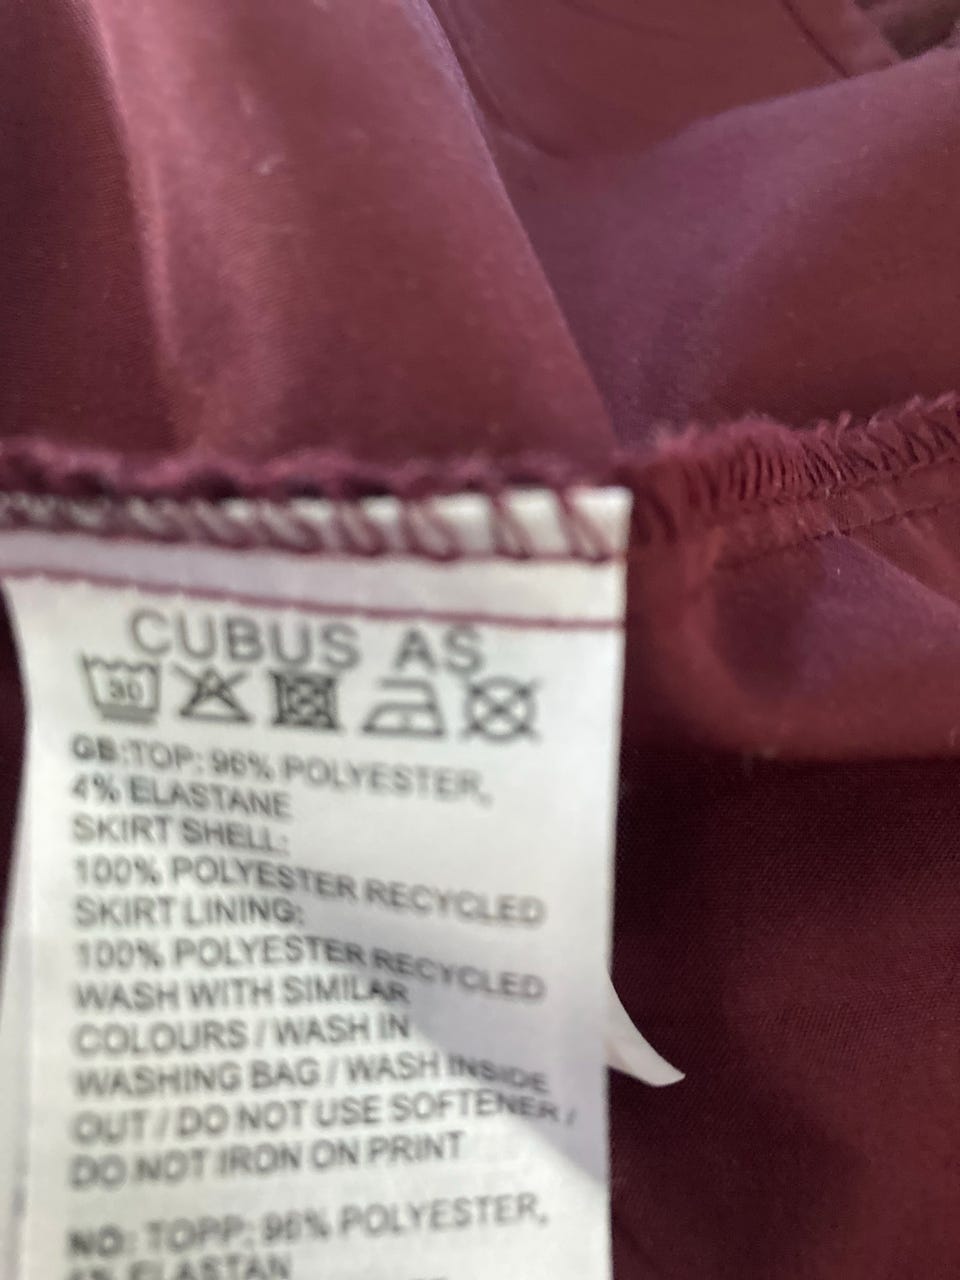 CUBUS AS
30
GB: TOP: 96% POLYESTER,
4% ELASTANE
SKIRT SHELL:
100% POLYESTER RECYCLED
SKIRT LINING:
100% POLYESTER RECYCLED
WASH WITH SIMILAR
COLOURS / WASH IN
WASHING BAG / WASH INSIDE
OUT / DO NOT USE SOFTENER /
DO NOT IRON ON PRINT
NO: TOPP: 96% POLYESTER,
4% ELASTAN